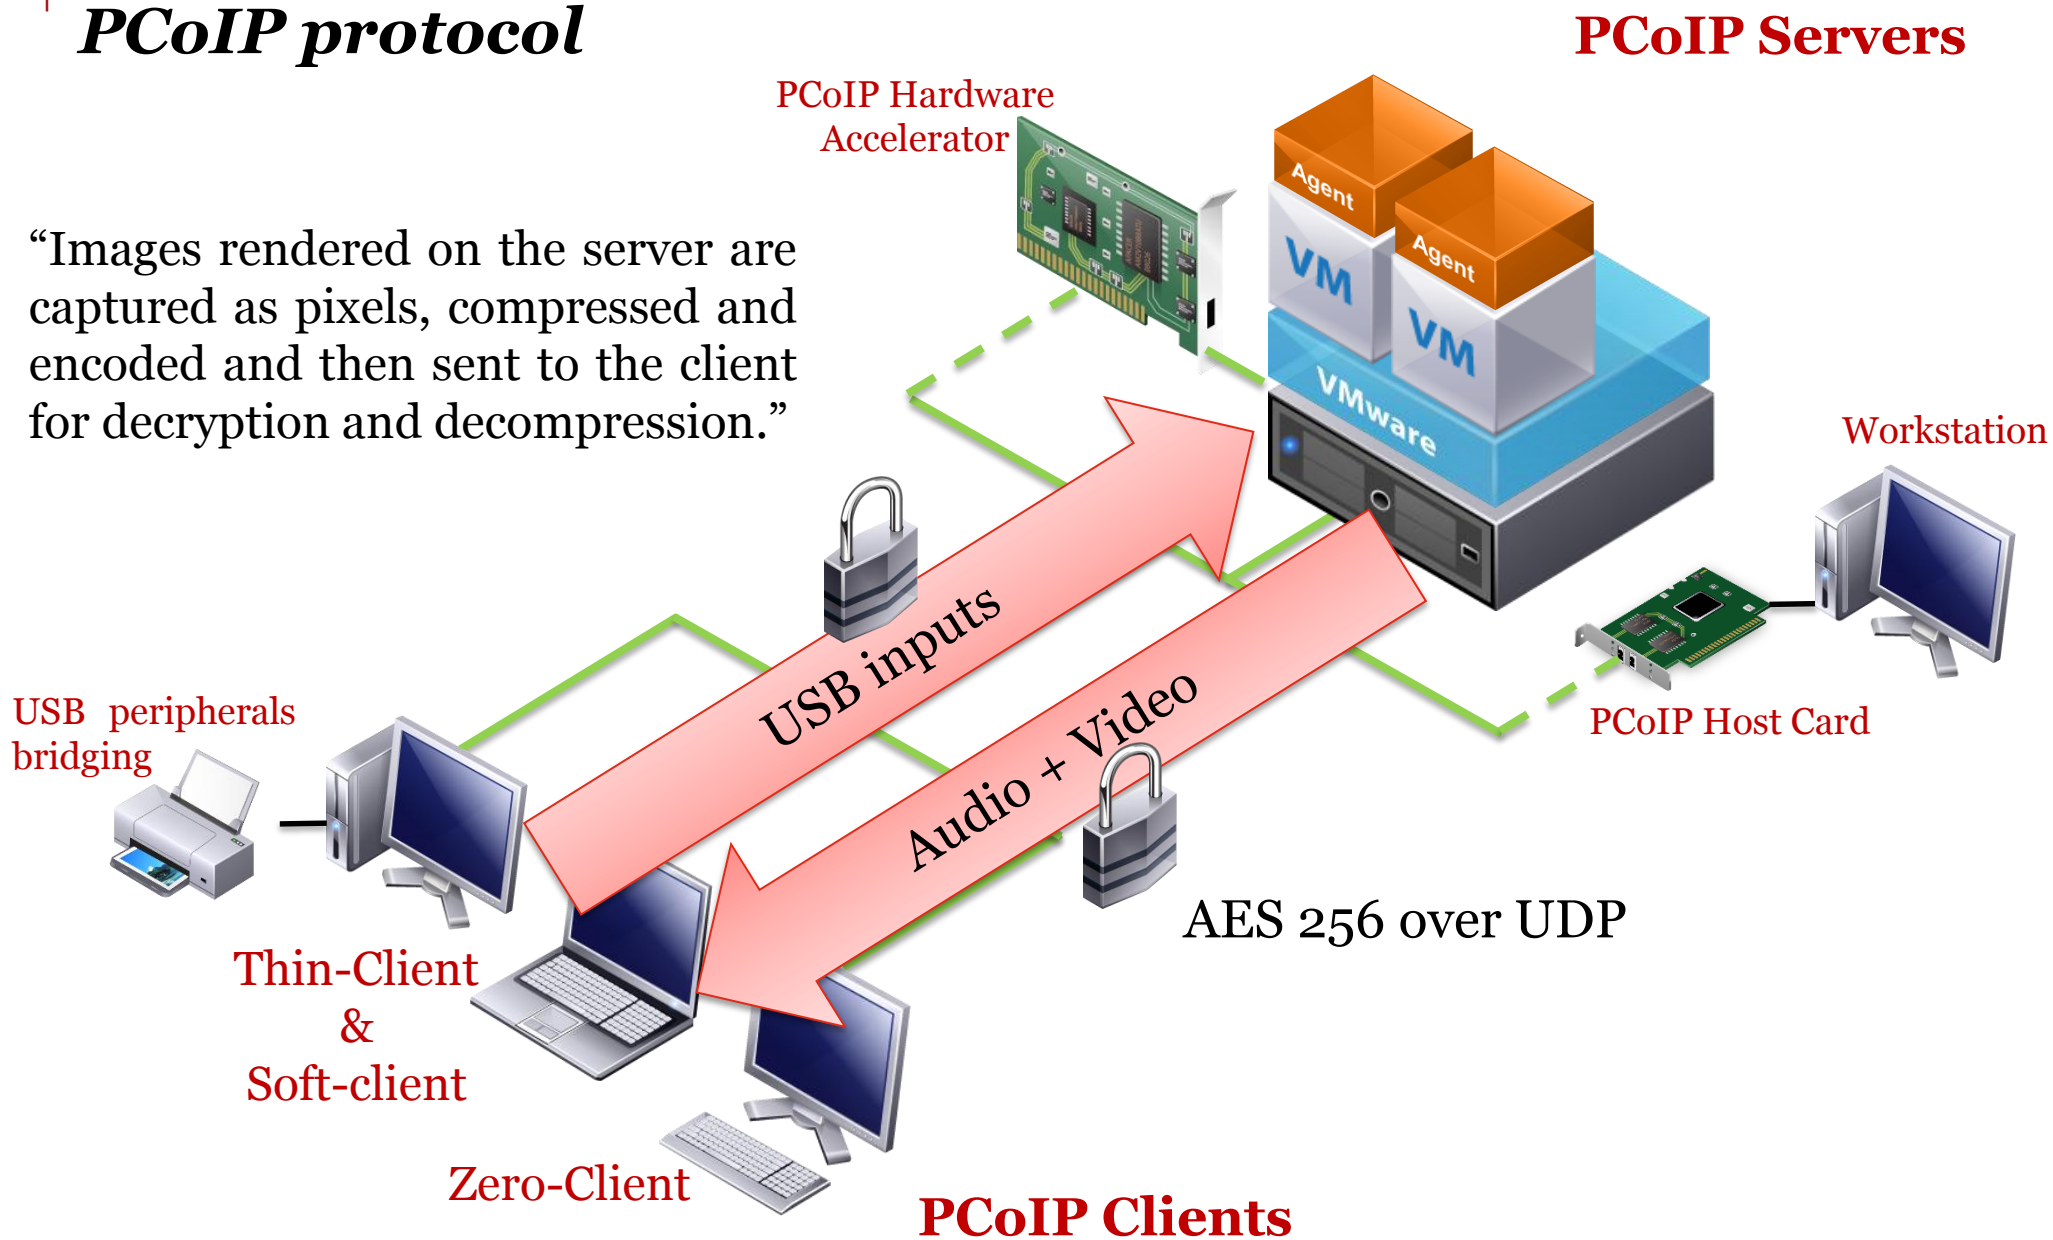 PCoIP protocol
PCoIP Servers
PCoIP Hardware
Accelerator
“Images rendered on the server are
captured as pixels, compressed and
encoded and then sent to the client
for decryption and decompression.”
Agent
Agent
VM
VM
VMware
Workstation
PCoIP Host Card
USB inputs
Audio + Video
USB peripherals
bridging
AES 256 over UDP
Thin-Client
&
Soft-client
Zero-Client
PCoIP Clients